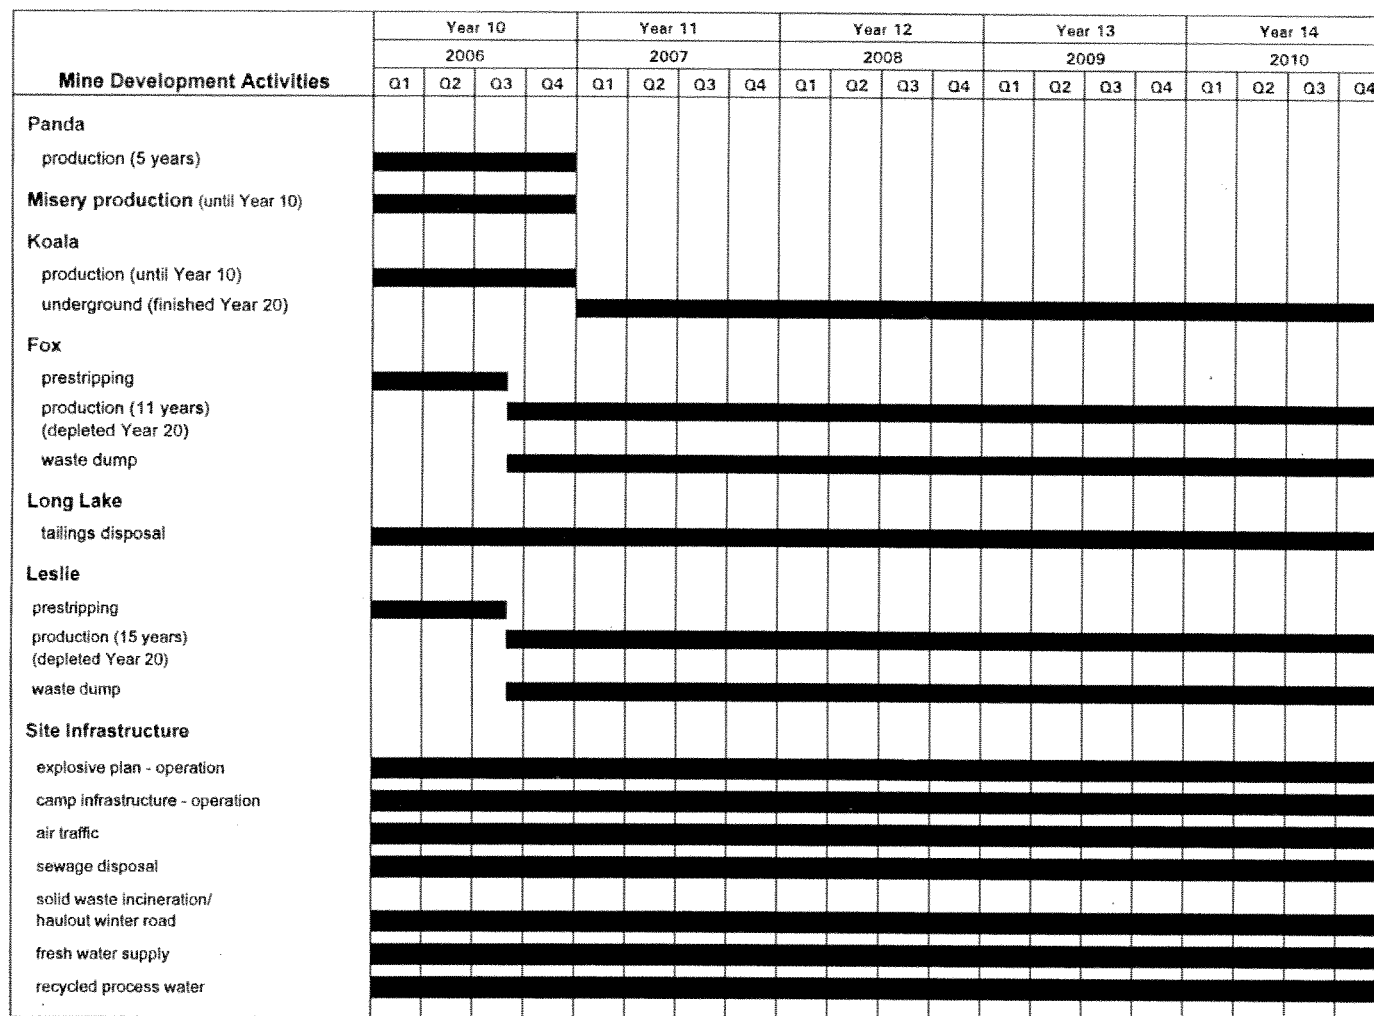 Year 10 Year 11 Year 12 Year 13 Year 14
2006 2007 2008 2009 2010
Mine Development Activities Q1 Q2 Q3 Q4 Q1 Q2 Q3 Q4 Q1 Q2 Q3 Q4 Q1 Q2 Q3 Q4 Q1 Q2 Q3 Q4
Panda
production (5 years)
Misery production (until Year 10)
Koala
production (until Year 10)
underground (finished Year 20)
Fox
prestripping
production (11 years)
(depleted Year 20)
waste dump
Long Lake
tailings disposal
Leslie
prestripping
production (15 years)
(depleted Year 20)
waste dump
Site Infrastructure
explosive plan - operation
camp infrastructure - operation
air traffic
sewage disposal
solid waste incineration/
haulout winter road
fresh water supply
recycled process water